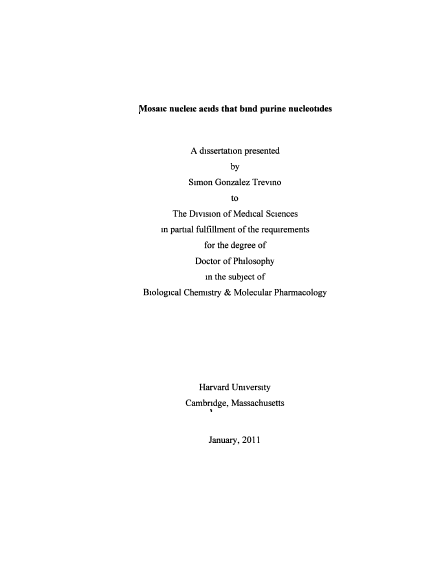 Mosaic nucleic acids that bind purine nucleotides
A dissertation presented
by
Simon Gonzalez Trevino
to
The Division of Medical Sciences
in partial fulfillment of the requirements
for the degree of
Doctor of Philosophy
in the subject of
Biological Chemistry & Molecular Pharmacology
Harvard University
Cambridge, Massachusetts
January, 2011